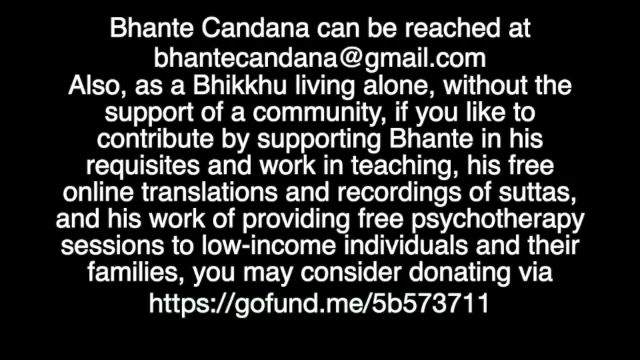 Bhante Candana can be reached at
bhantecandana@gmail.com
Also, as a Bhikkhu living alone, without the
support of a community, if you like to
contribute by supporting Bhante in his
requisites and work in teaching, his free
online translations and recordings of suttas,
and his work of providing free psychotherapy
sessions to low-income individuals and their
families, you may consider donating via
https://gofund.me/5b573711